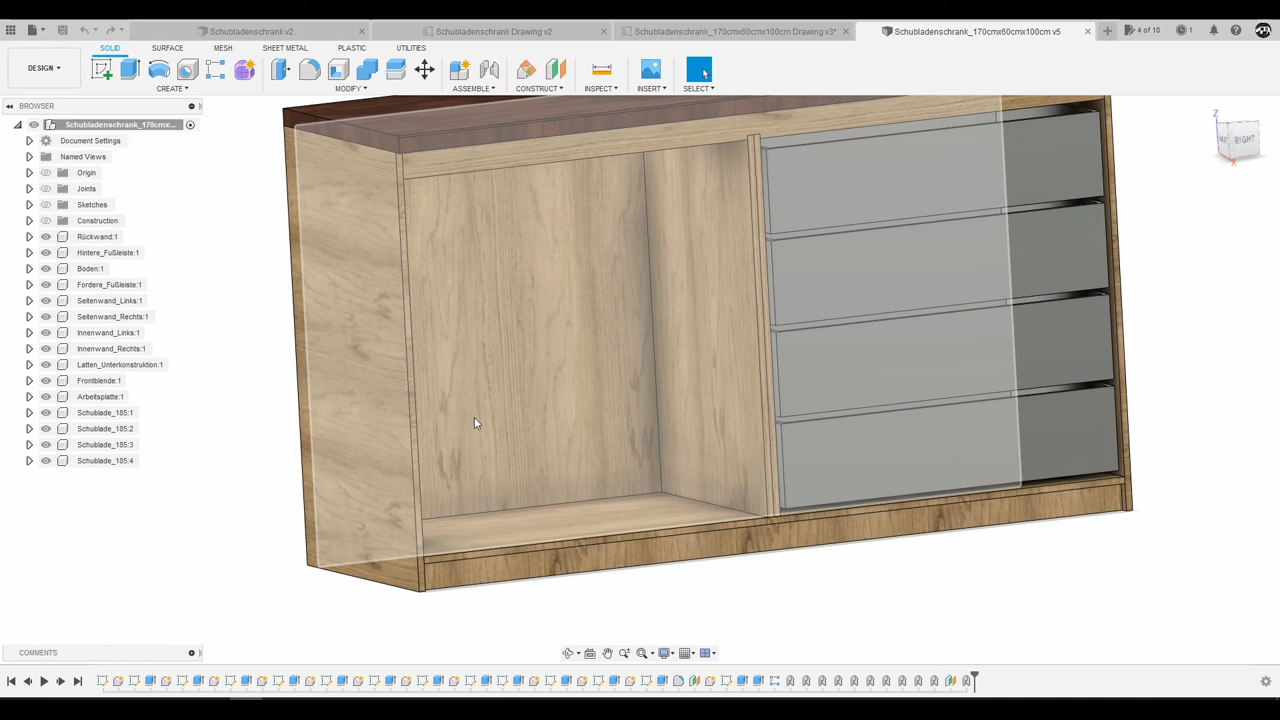 Schubladenschrank v2
Schubladenschrank Drawing v2
Schubladenschrank_170cmx60cmx100cm Drawing v3*
Schubladenschrank_170cmx60cmx100cm v5
4 of 10
1
SOLID
SURFACE
MESH
SHEET METAL
PLASTIC
UTILITIES
DESIGN
CREATE
MODIFY
ASSEMBLE
CONSTRUCT
INSPECT
INSERT
SELECT
BROWSER
Schubladenschrank_170cmx...
Document Settings
Named Views
Origin
Joints
Sketches
Construction
Rückwand:1
Hintere_Fußleiste:1
Boden:1
Fordere_Fußleiste:1
Seitenwand_Links:1
Seitenwand_Rechts:1
Innenwand_Links:1
Innenwand_Rechts:1
Latten_Unterkonstruktion:1
Frontblende:1
Arbeitsplatte:1
Schublade_185:1
Schublade_185:2
Schublade_185:3
Schublade_185:4
Z
RIGHT
X
COMMENTS